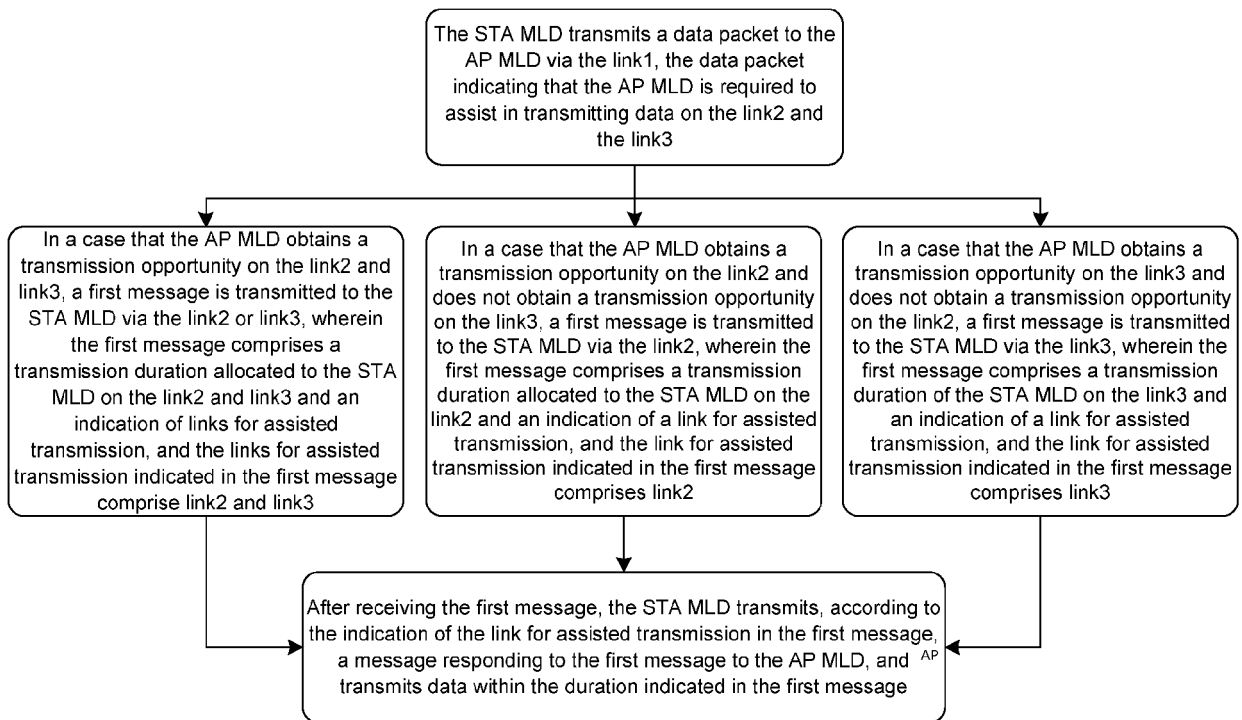 The STA MLD transmits a data packet to the
AP MLD via the link1, the data packet
indicating that the AP MLD is required to
assist in transmitting data on the link2 and
the link3
In a case that the AP MLD obtains a
transmission opportunity on the link2 and
link3, a first message is transmitted to the
STA MLD via the link2 or link3, wherein
the first message comprises a
transmission duration allocated to the STA
MLD on the link2 and link3 and an
indication of links for assisted
transmission, and the links for assisted
transmission indicated in the first message
comprise link2 and link3
In a case that the AP MLD obtains a
transmission opportunity on the link2 and
does not obtain a transmission opportunity
on the link3, a first message is transmitted
to the STA MLD via the link2, wherein the
first message comprises a transmission
duration allocated to the STA MLD on the
link2 and an indication of a link for assisted
transmission, and the link for assisted
transmission indicated in the first message
comprises link2
In a case that the AP MLD obtains a
transmission opportunity on the link3 and
does not obtain a transmission opportunity
on the link2, a first message is transmitted
to the STA MLD via the link3, wherein the
first message comprises a transmission
duration of the STA MLD on the link3 and
an indication of a link for assisted
transmission, and the link for assisted
transmission indicated in the first message
comprises link3
After receiving the first message, the STA MLD transmits, according to
the indication of the link for assisted transmission in the first message,
a message responding to the first message to the AP MLD, and AP
transmits data within the duration indicated in the first message